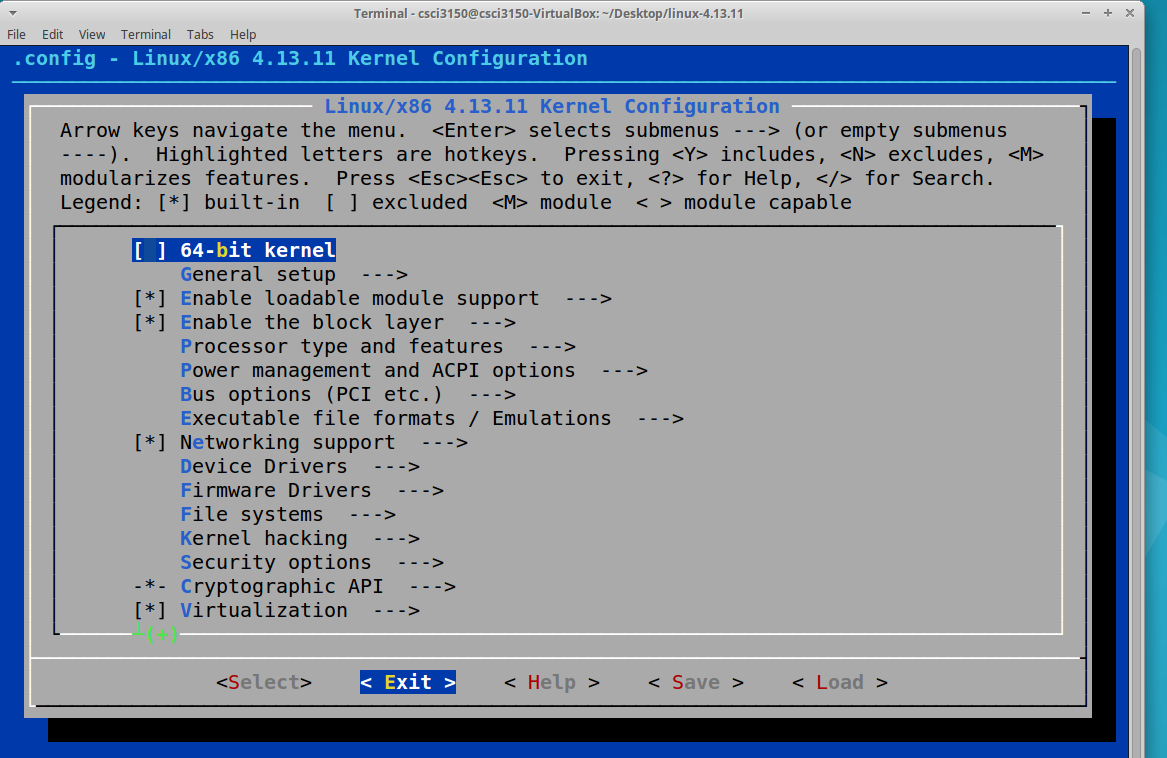 Terminal - csci3150@csci3150-VirtualBox: ~/Desktop/linux-4.13.11
File Edit View Terminal Tabs Help
.config - Linux/x86 4.13.11 Kernel Configuration
Linux/x86 4.13.11 Kernel Configuration
Arrow keys navigate the menu.  <Enter> selects submenus ---> (or empty submenus
----).  Highlighted letters are hotkeys.  Pressing <Y> includes, <N> excludes, <M>
modularizes features.  Press <Esc><Esc> to exit, <?> for Help, </> for Search.
Legend: [*] built-in  [ ] excluded  <M> module  < > module capable
[ ] 64-bit kernel
General setup  --->
[*] Enable loadable module support  --->
[*] Enable the block layer  --->
Processor type and features  --->
Power management and ACPI options  --->
Bus options (PCI etc.)  --->
Executable file formats / Emulations  --->
[*] Networking support  --->
Device Drivers  --->
Firmware Drivers  --->
File systems  --->
Kernel hacking  --->
Security options  --->
-*- Cryptographic API  --->
[*] Virtualization  --->
┴(+)
<Select>    < Exit >    < Help >    < Save >    < Load >